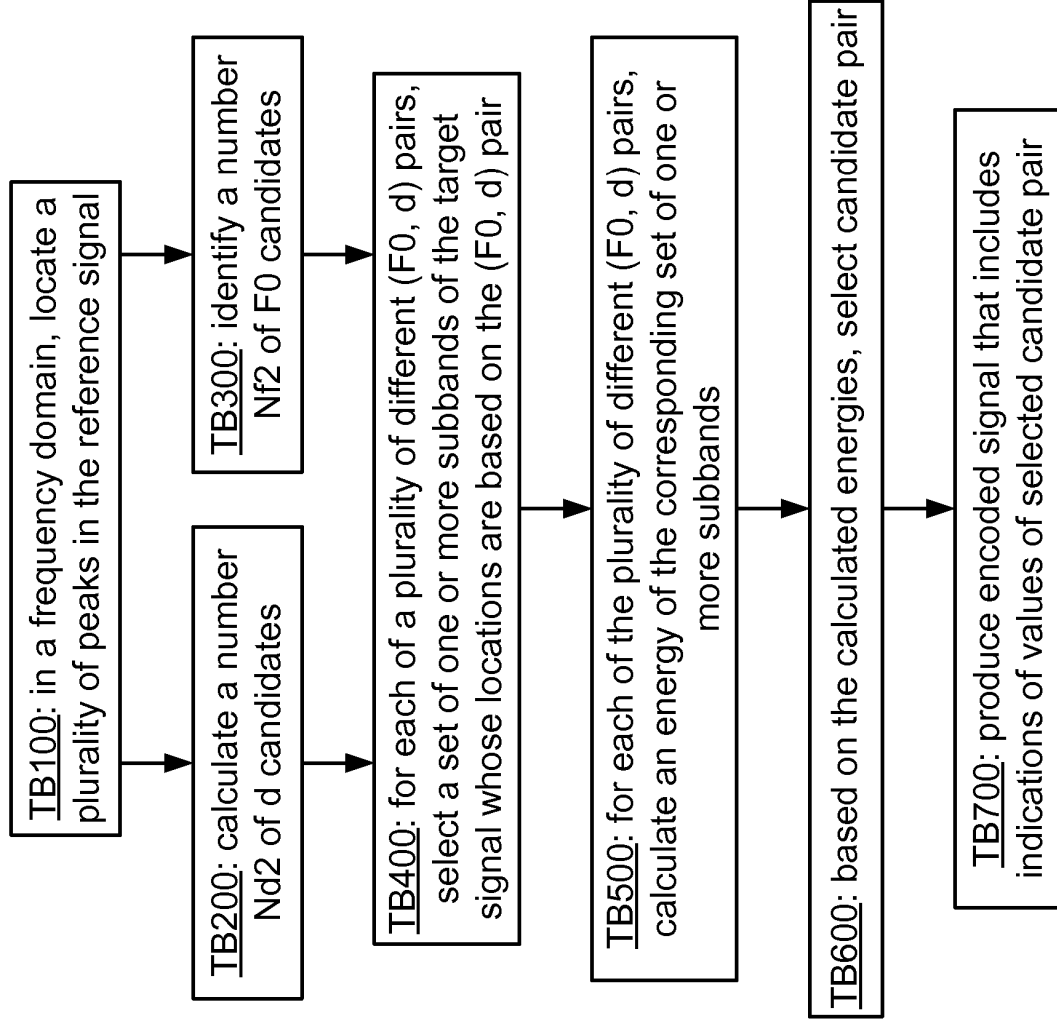 TB100: in a frequency domain, locate a
plurality of peaks in the reference signal
TB200: calculate a number
Nd2 of d candidates
TB300: identify a number
Nf2 of F0 candidates
TB400: for each of a plurality of different (F0, d) pairs,
select a set of one or more subbands of the target
signal whose locations are based on the (F0, d) pair
TB500: for each of the plurality of different (F0, d) pairs,
calculate an energy of the corresponding set of one or
more subbands
TB600: based on the calculated energies, select candidate pair
TB700: produce encoded signal that includes
indications of values of selected candidate pair